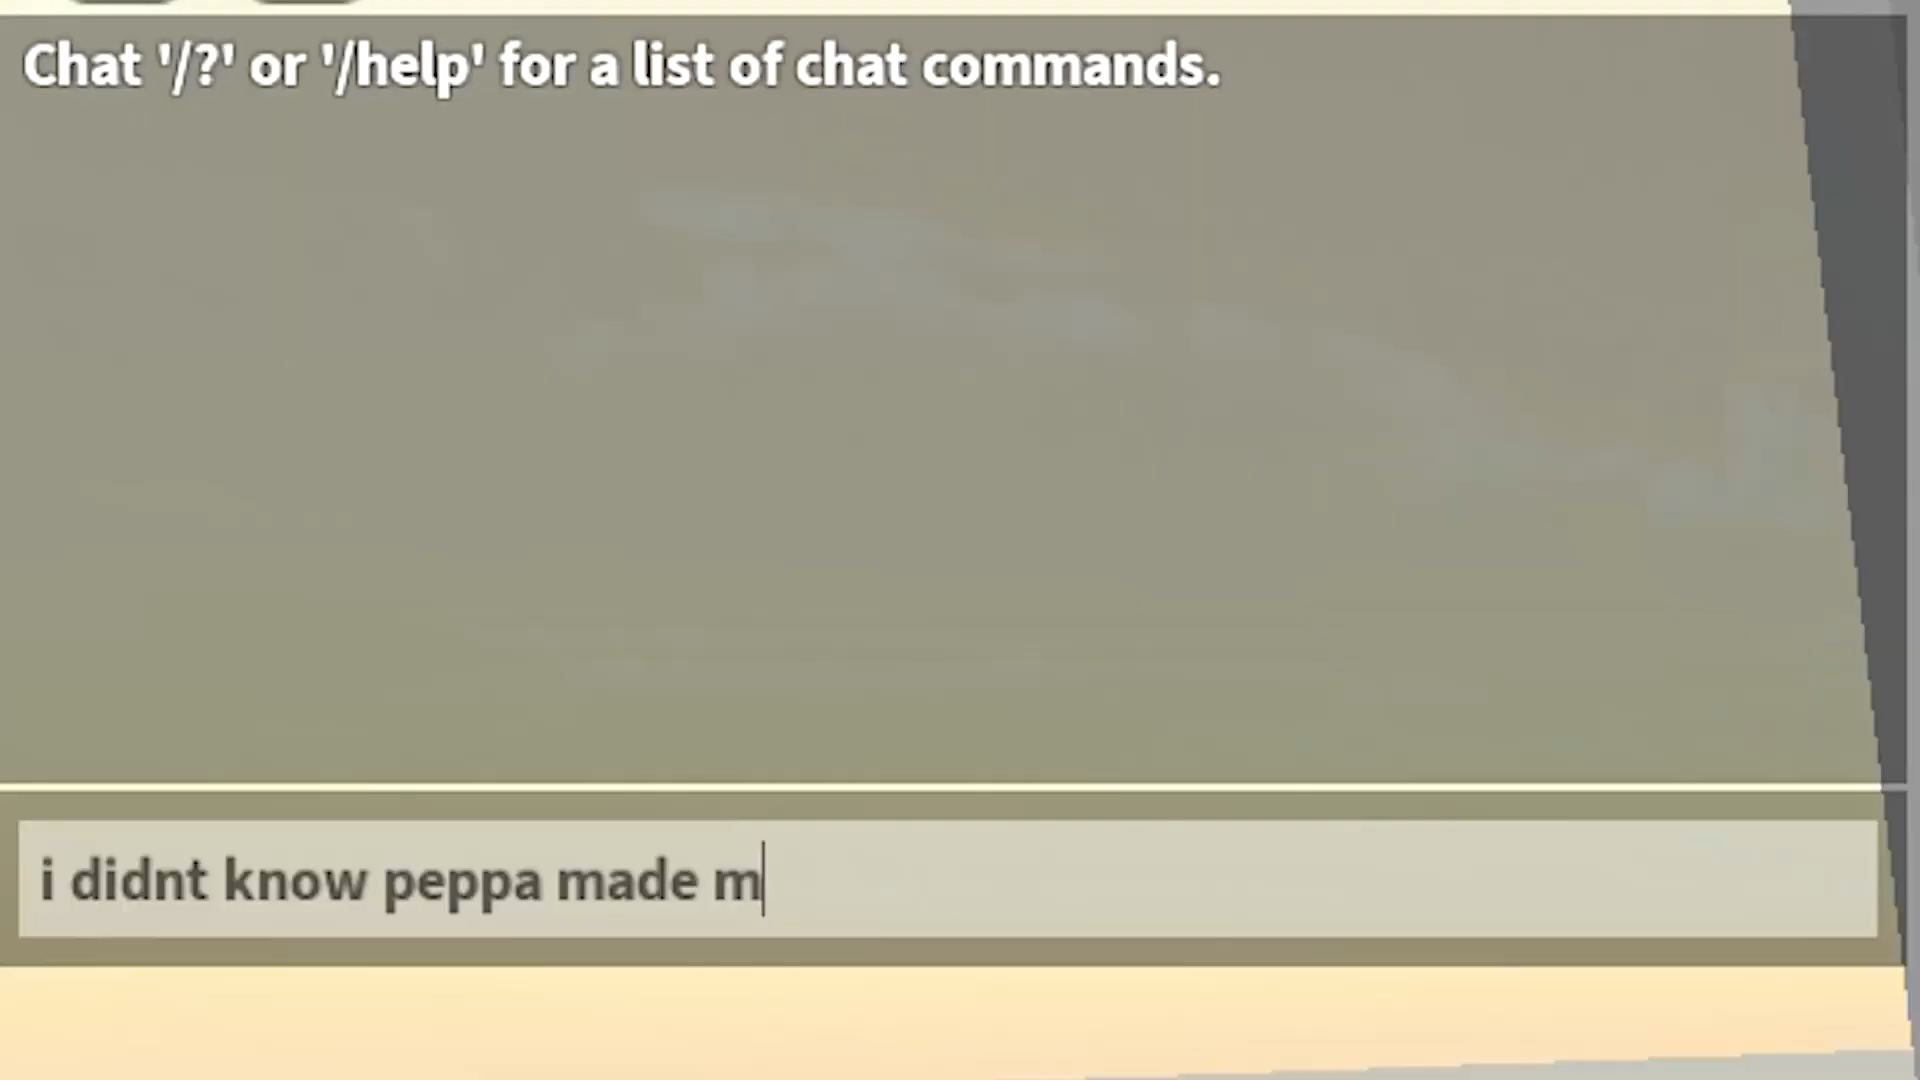 Chat '/?' or '/help' for a list of chat commands.
i didnt know peppa made m